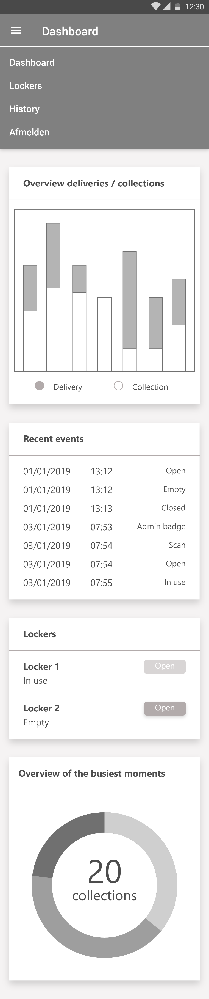 12:30
Dashboard
Dashboard
Lockers
History
Afmelden
Overview deliveries / collections
Delivery Collection
Recent events
01/01/2019 13:12 Open
01/01/2019 13:12 Empty
01/01/2019 13:13 Closed
03/01/2019 07:53 Admin badge
03/01/2019 07:54 Scan
03/01/2019 07:54 Open
03/01/2019 07:55 In use
Lockers
Locker 1 Open
In use
Locker 2 Open
Empty
Overview of the busiest moments
20
collections